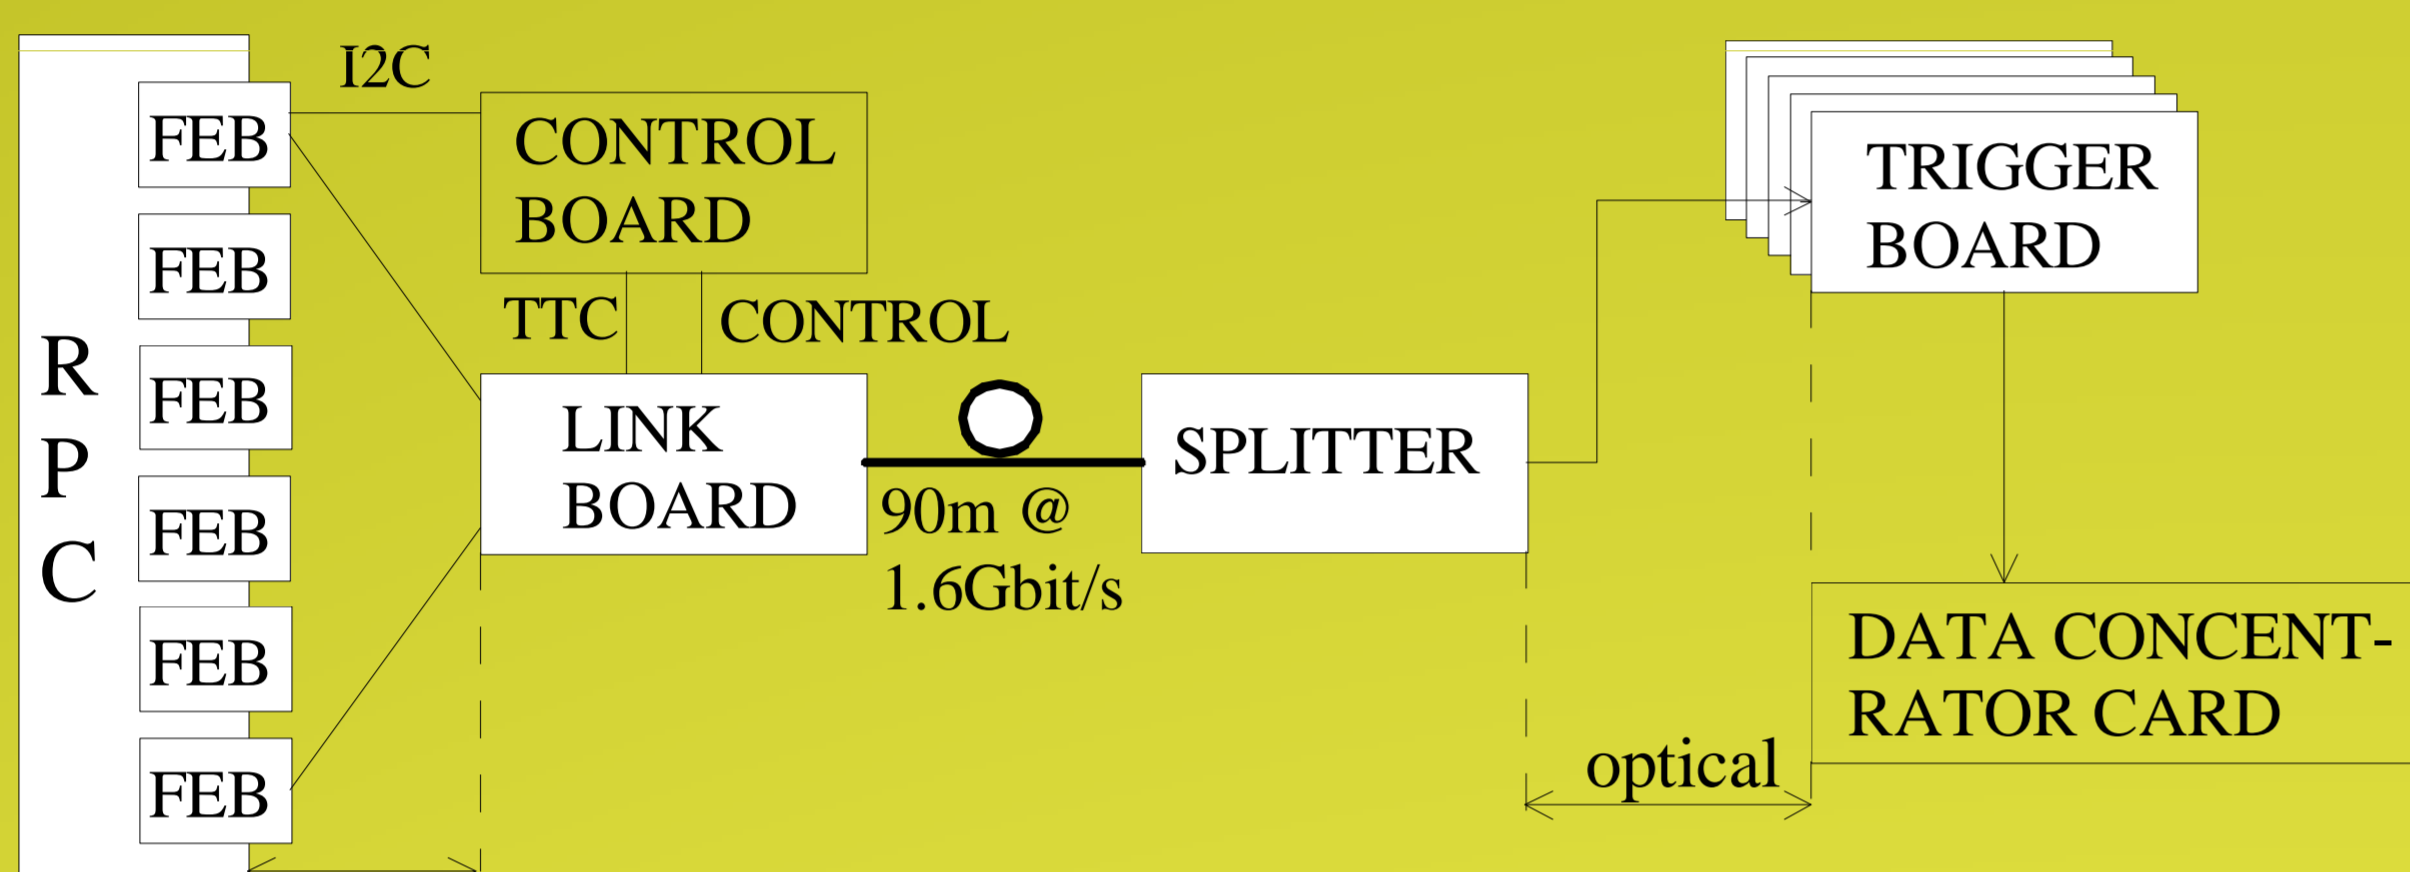 I2C
FEB
FEB
FEB
FEB
FEB
FEB
R
P
C
CONTROL
BOARD
TTC
CONTROL
LINK
BOARD
90m @
1.6Gbit/s
SPLITTER
TRIGGER
BOARD
DATA CONCENT-
RATOR CARD
optical